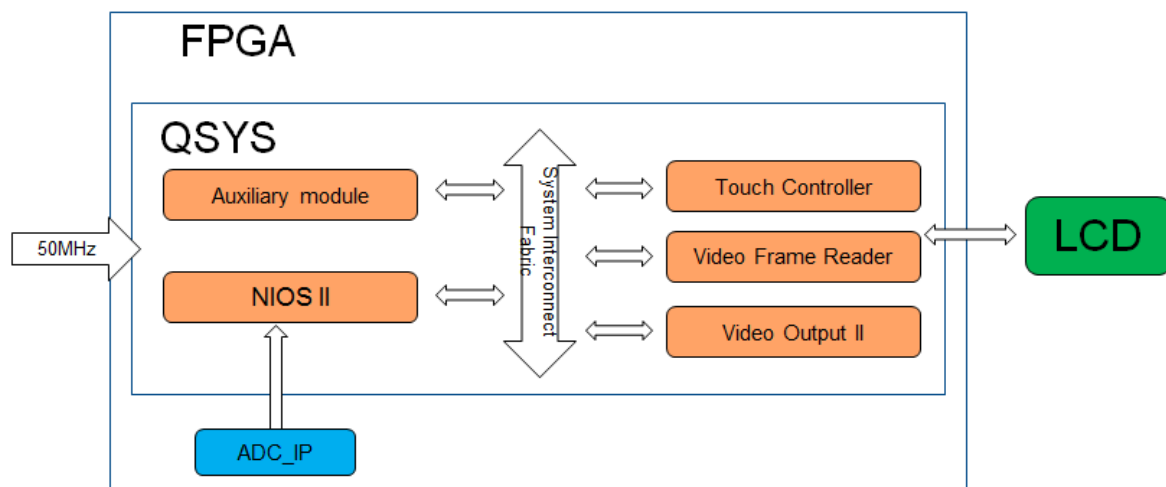 FPGA
QSYS
Auxiliary module
System Interconnect
Fabric
Touch Controller
50MHz
LCD
Video Frame Reader
NIOS II
Video Output II
ADC_IP